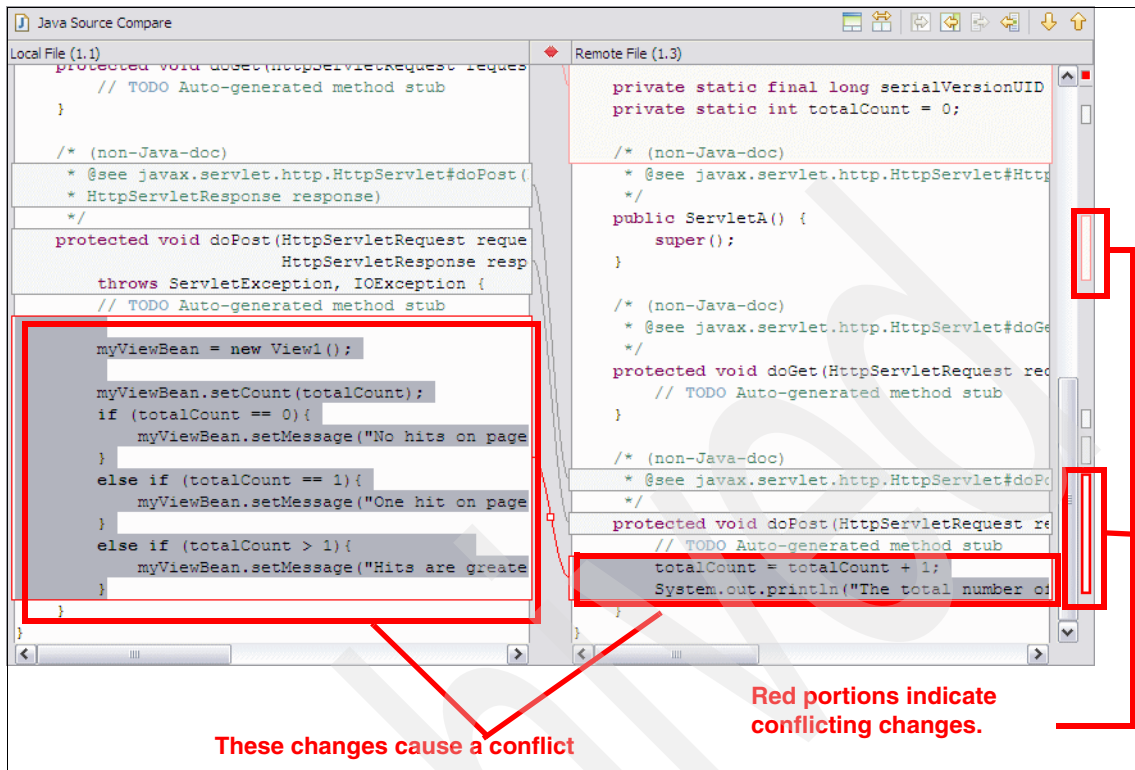 Java Source Compare
Local File (1.1)
protected void doGet(HttpServletRequest reques
// TODO Auto-generated method stub
}
/* (non-Java-doc)
* @see javax.servlet.http.HttpServlet#doPost(
* HttpServletResponse response)
*/
protected void doPost(HttpServletRequest reque
HttpServletResponse resp
throws ServletException, IOException {
// TODO Auto-generated method stub
myViewBean = new View1();
myViewBean.setCount(totalCount);
if (totalCount == 0){
myViewBean.setMessage("No hits on page
}
else if (totalCount == 1){
myViewBean.setMessage("One hit on page
}
else if (totalCount > 1){
myViewBean.setMessage("Hits are greate
}
}
}
Remote File (1.3)
private static final long serialVersionUID
private static int totalCount = 0;
/* (non-Java-doc)
* @see javax.servlet.http.HttpServlet#Http
*/
public ServletA() {
super();
}
/* (non-Java-doc)
* @see javax.servlet.http.HttpServlet#doGe
*/
protected void doGet(HttpServletRequest req
// TODO Auto-generated method stub
}
/* (non-Java-doc)
* @see javax.servlet.http.HttpServlet#doPo
*/
protected void doPost(HttpServletRequest re
// TODO Auto-generated method stub
totalCount = totalCount + 1;
System.out.println("The total number of
}
}
These changes cause a conflict
Red portions indicate
conflicting changes.